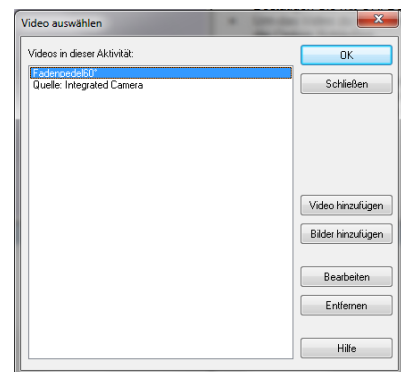 Video auswählen
Videos in dieser Aktivität:
Fadenpedel60°
Quelle: Integrated Camera
OK
Schließen
Video hinzufügen
Bilder hinzufügen
Bearbeiten
Entfernen
Hilfe